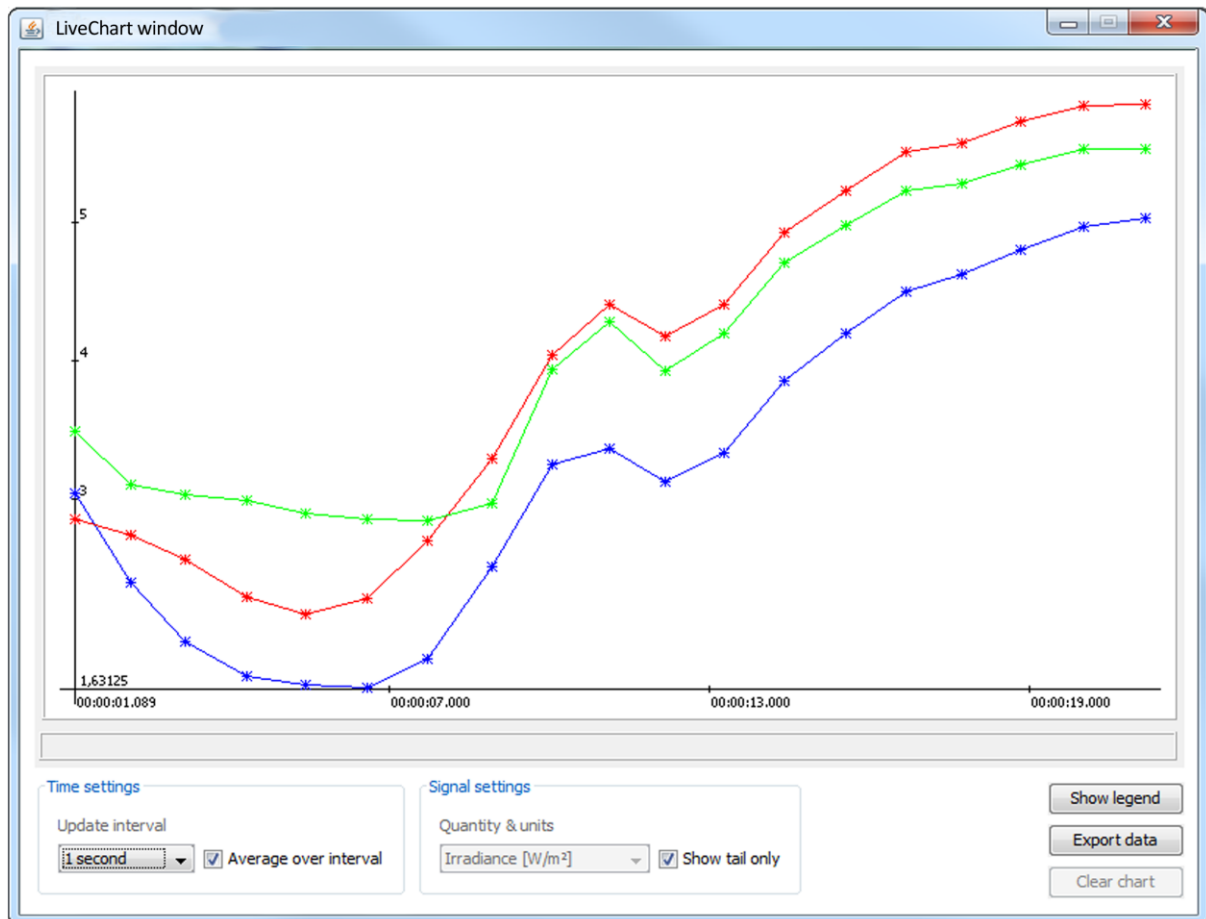 LiveChart window
5
4
3
1,63125
00:00:01.089 00:00:07.000 00:00:13.000 00:00:19.000
Time settings
Update interval
1 second Average over interval
Signal settings
Quantity & units
Irradiance [W/m²] Show tail only
Show legend
Export data
Clear chart